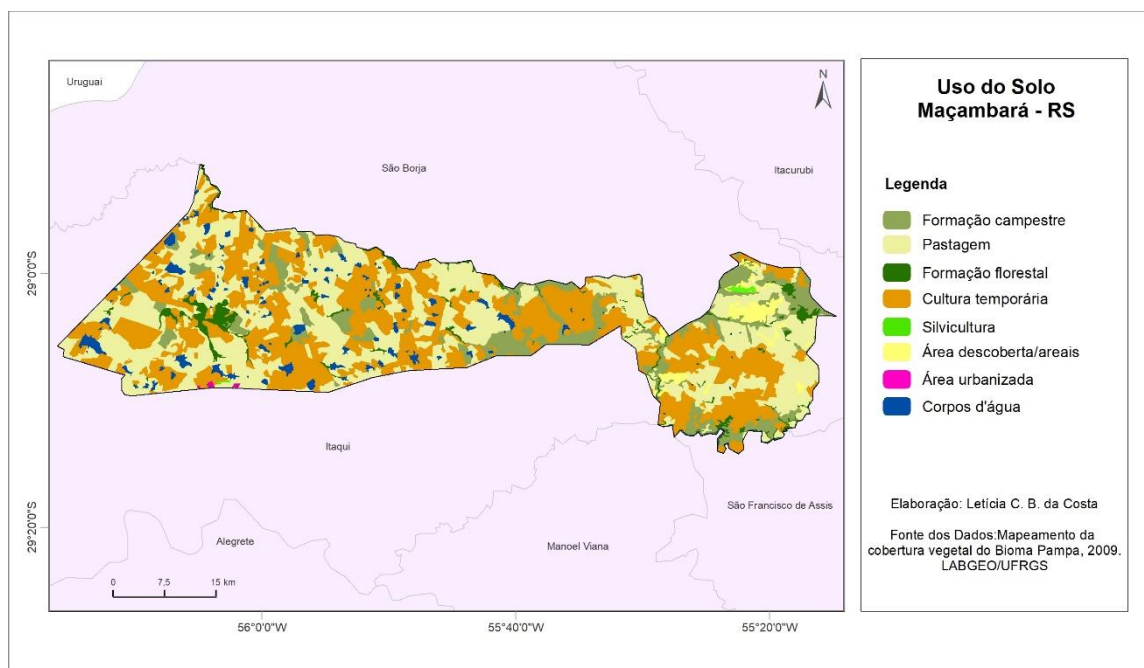 Uruguai
N
São Borja
Itacurubi
Itaqui
São Francisco de Assis
Alegrete
Manoel Viana
0 7,5 15 km
29°0'0"S
29°20'0"S
56°0'0"W
55°40'0"W
55°20'0"W
Uso do Solo
Maçambará - RS
Legenda
Formação campestre
Pastagem
Formação florestal
Cultura temporária
Silvicultura
Área descoberta/areais
Área urbanizada
Corpos d'água
Elaboração: Letícia C. B. da Costa
Fonte dos Dados:Mapeamento da
cobertura vegetal do Bioma Pampa, 2009.
LABGEO/UFRGS